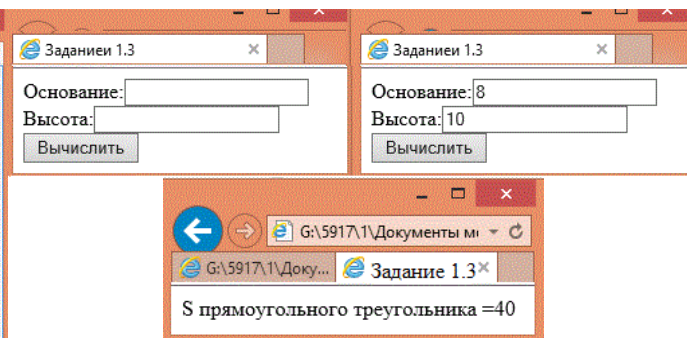 Заданиеи 1.3
Основание:
Высота:
Вычислить
Заданиеи 1.3
Основание: 8
Высота: 10
Вычислить
G:\5917\1\Документы мо
G:\5917\1\Доку...
Задание 1.3
S прямоугольного треугольника =40